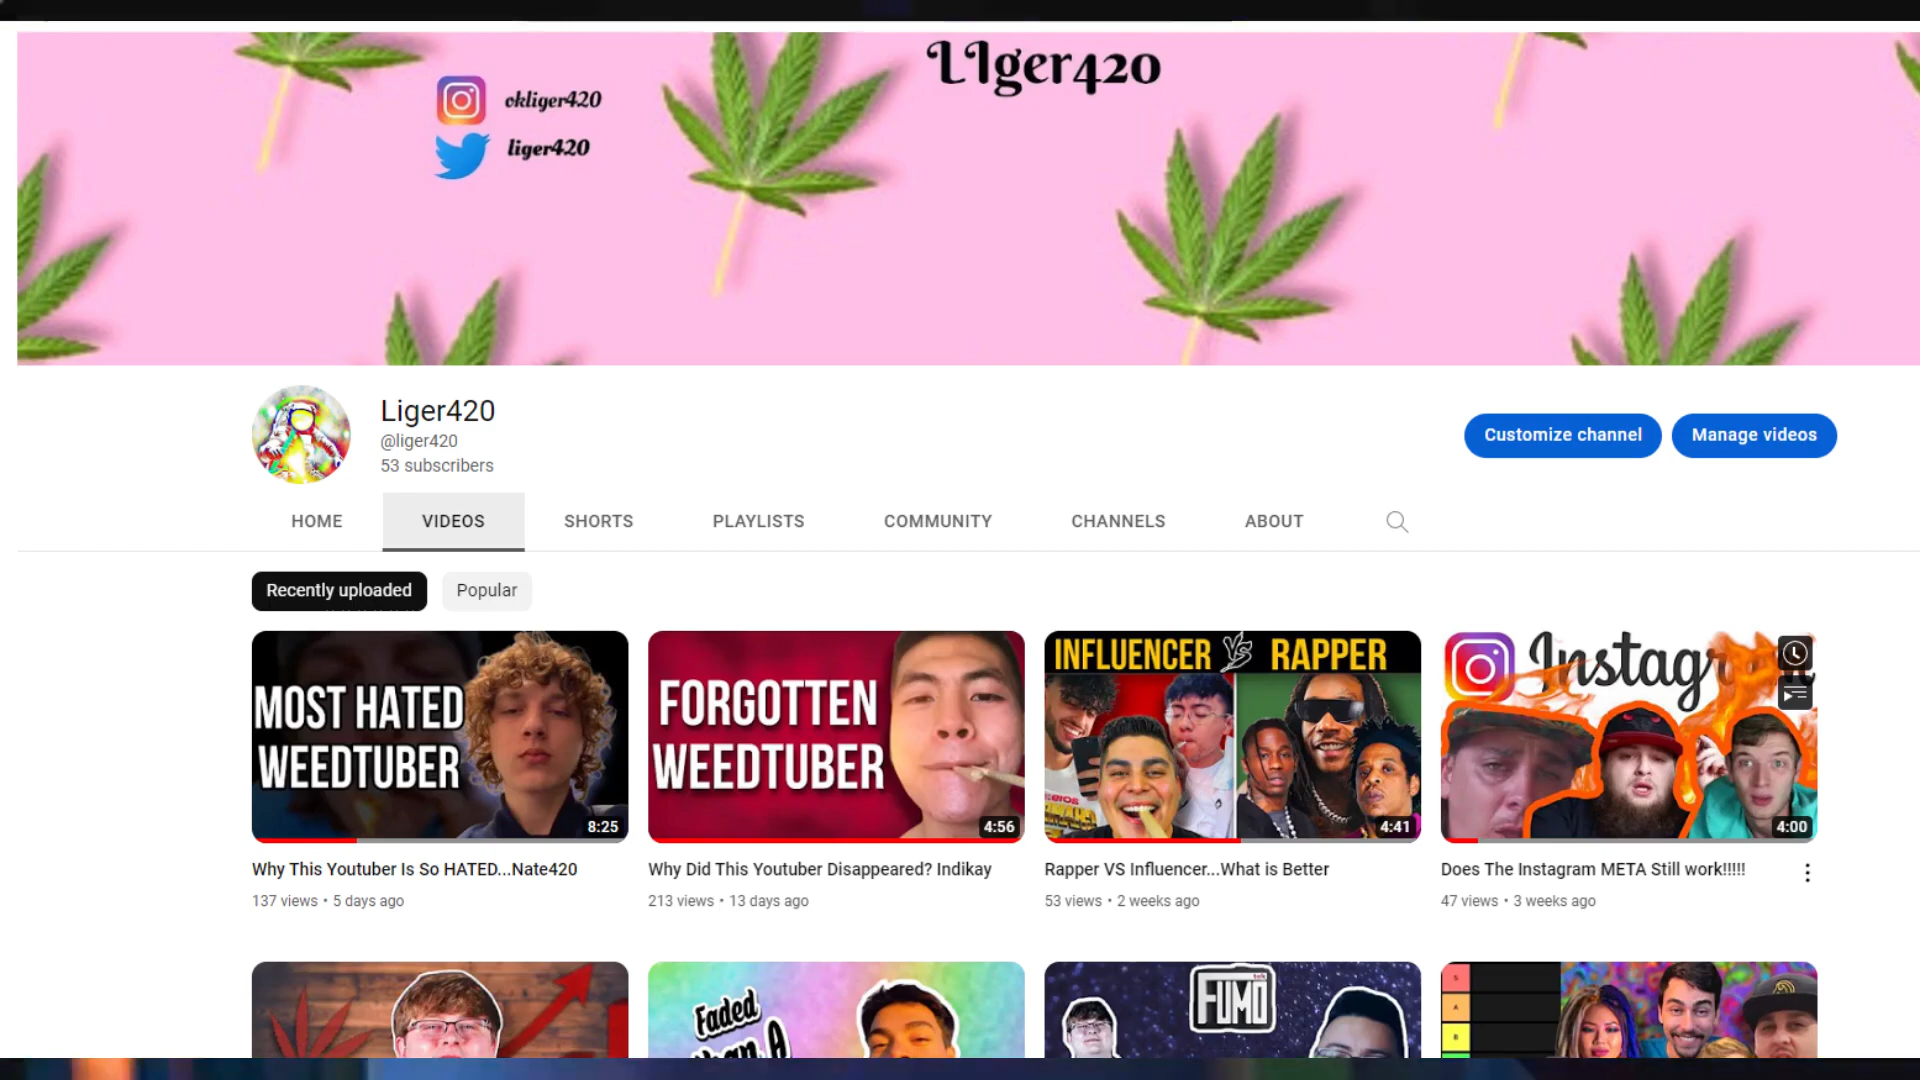 LIger420
ckliger420
liger420
Liger420
@liger420
53 subscribers
Customize channel
Manage videos
HOME
VIDEOS
SHORTS
PLAYLISTS
COMMUNITY
CHANNELS
ABOUT
Recently uploaded
Popular
MOST HATED
WEEDTUBER
8:25
FORGOTTEN
WEEDTUBER
4:56
INFLUENCER VS RAPPER
4:41
Instagr
4:00
Why This Youtuber Is So HATED...Nate420
137 views • 5 days ago
Why Did This Youtuber Disappeared? Indikay
213 views • 13 days ago
Rapper VS Influencer...What is Better
53 views • 2 weeks ago
Does The Instagram META Still work!!!!!
47 views • 3 weeks ago
Faded
than A
FUMO
S
A
B